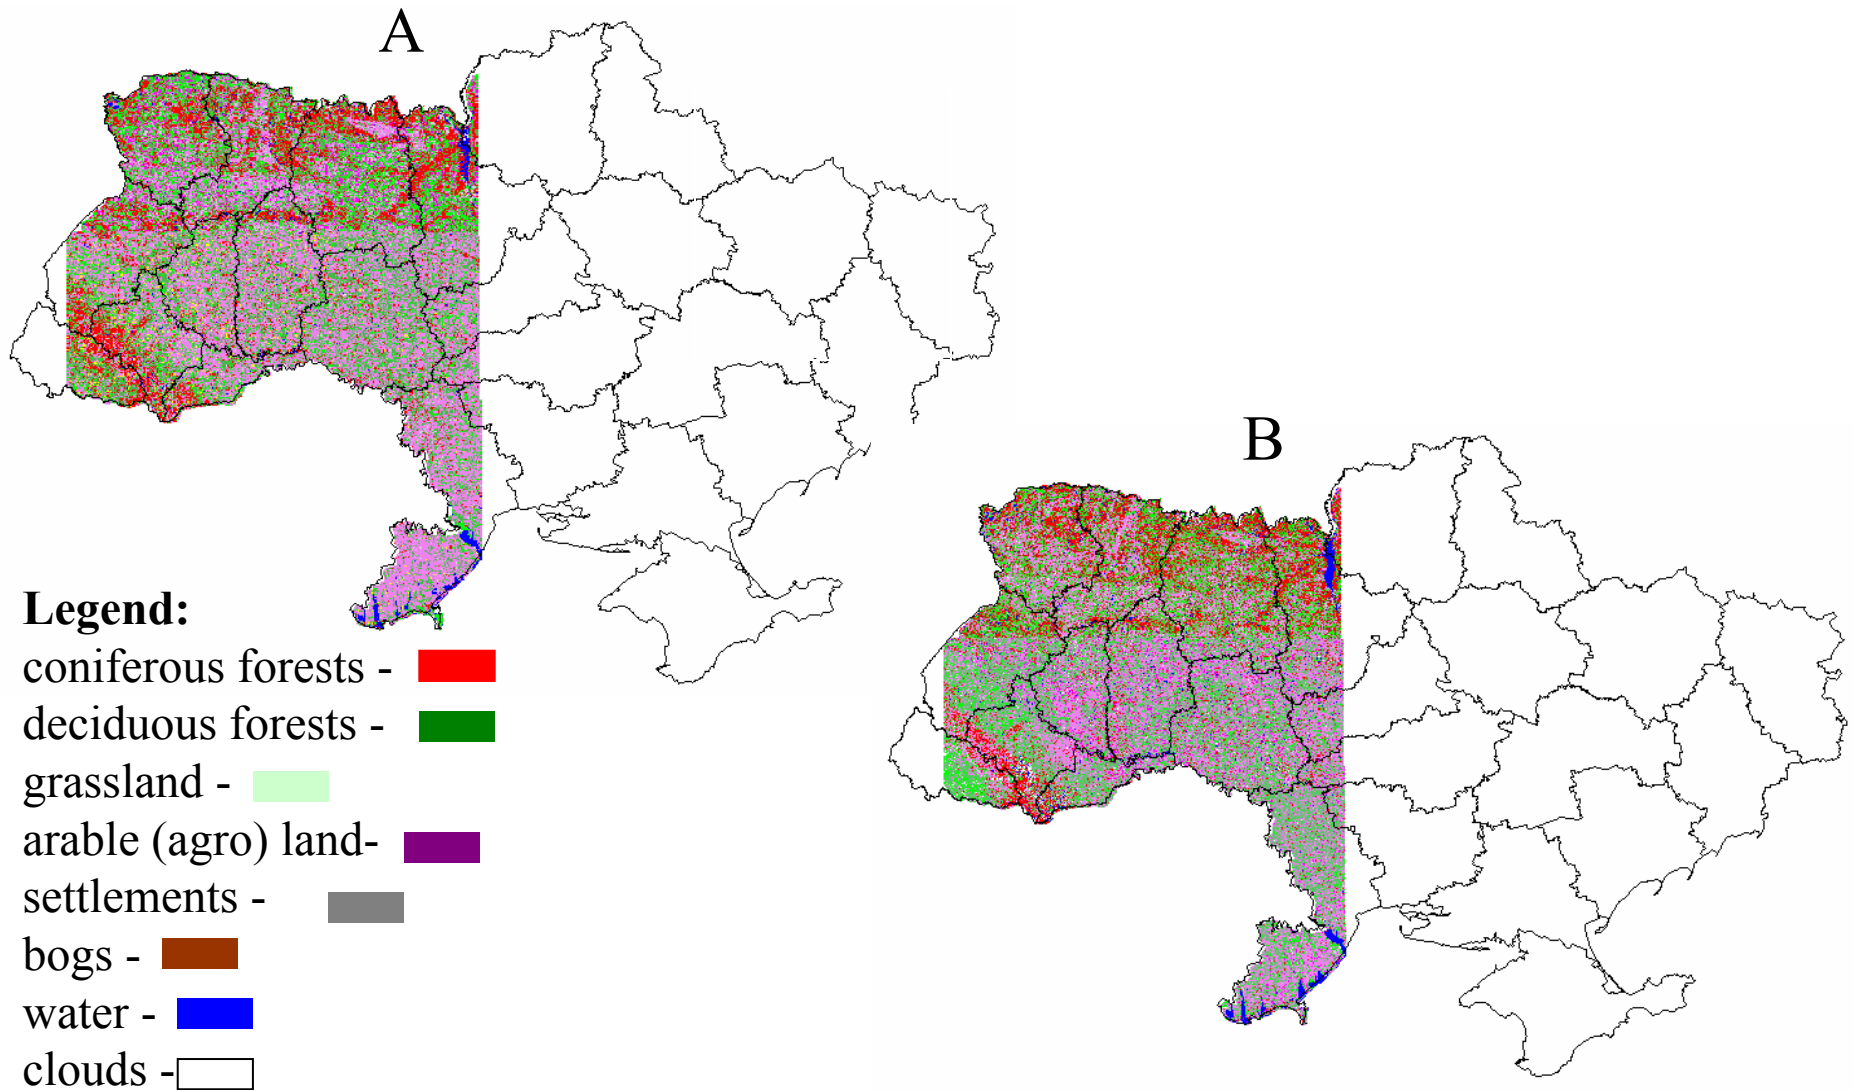 A
B
Legend:
coniferous forests -
deciduous forests -
grassland -
arable (agro) land-
settlements -
bogs -
water -
clouds -